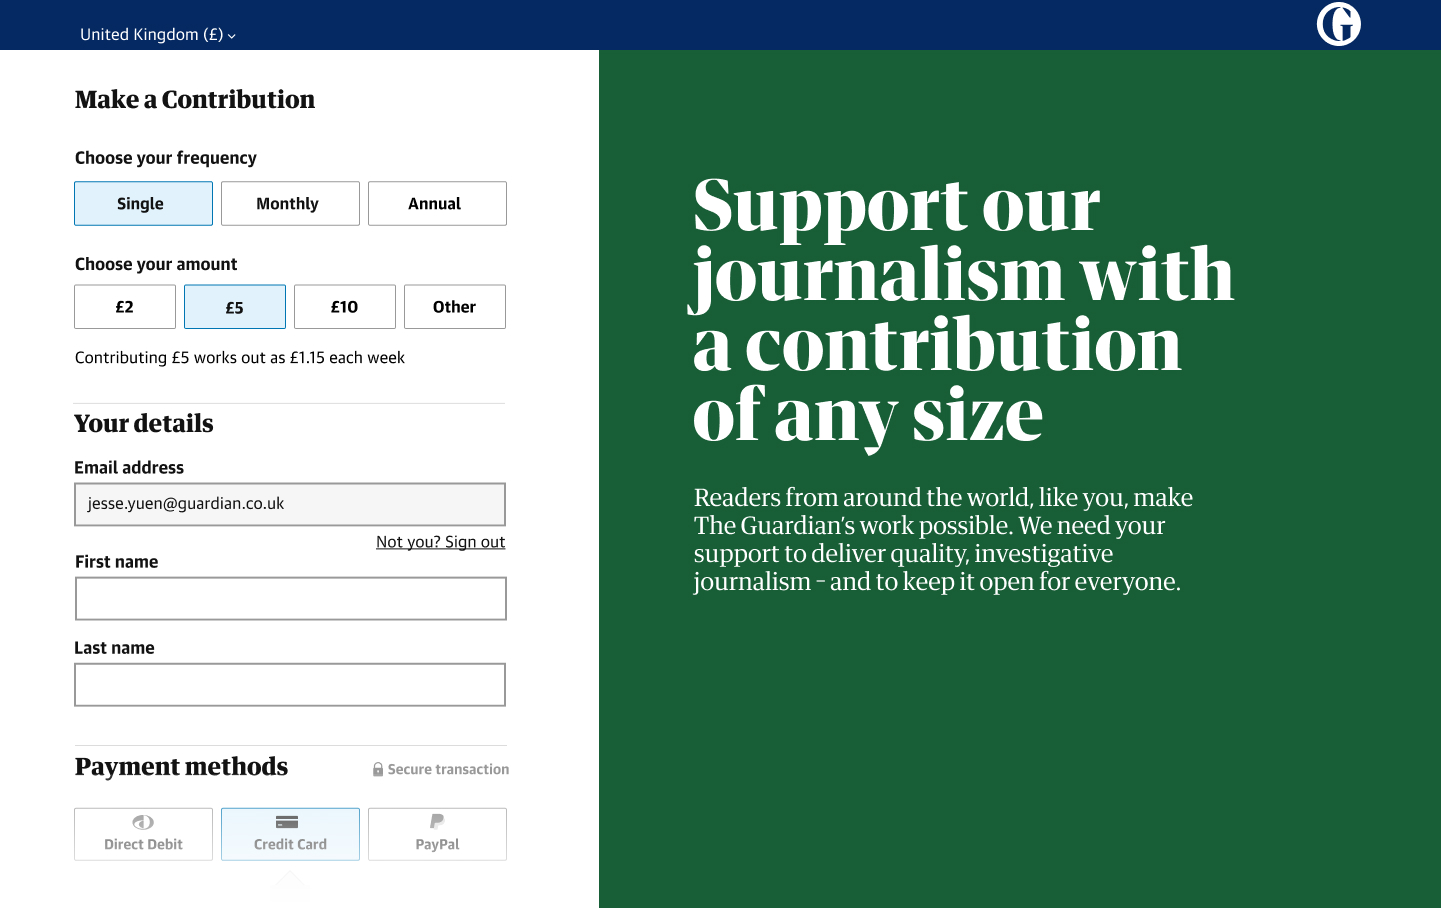 United Kingdom (£)
G
Make a Contribution
Choose your frequency
Single
Monthly
Annual
Choose your amount
£2
£5
£10
Other
Contributing £5 works out as £1.15 each week
Your details
Email address
jesse.yuen@guardian.co.uk
Not you? Sign out
First name
Last name
Payment methods
Secure transaction
Direct Debit
Credit Card
PayPal
Support our
journalism with
a contribution
of any size
Readers from around the world, like you, make
The Guardian’s work possible. We need your
support to deliver quality, investigative
journalism – and to keep it open for everyone.